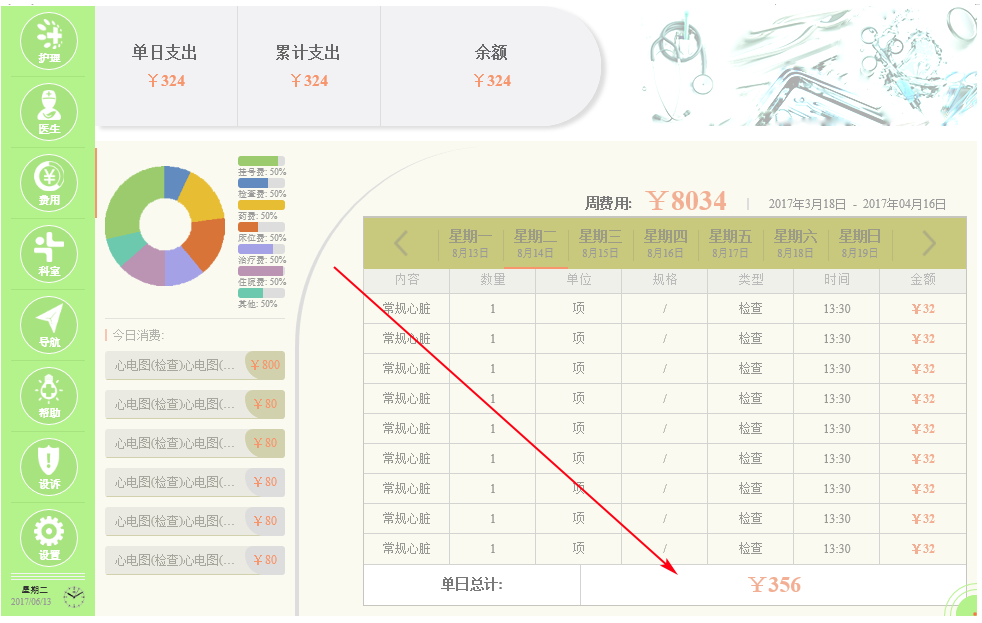 护理
医生
费用
科室
导航
帮助
投诉
设置
星期二
2017/06/13
单日支出
￥324
累计支出
￥324
余额
￥324
挂号费: 50%
检查费: 50%
药费: 50%
床位费: 50%
治疗费: 50%
住院费: 50%
其他: 50%
今日消费:
心电图(检查)心电图(... ￥800
心电图(检查)心电图(... ￥80
心电图(检查)心电图(... ￥80
心电图(检查)心电图(... ￥80
心电图(检查)心电图(... ￥80
心电图(检查)心电图(... ￥80
周费用: ￥8034 | 2017年3月18日 - 2017年04月16日
星期一 星期二 星期三 星期四 星期五 星期六 星期日
8月13日 8月14日 8月15日 8月16日 8月17日 8月18日 8月19日
内容 数量 单位 规格 类型 时间 金额
常规心脏 1 项 / 检查 13:30 ￥32
常规心脏 1 项 / 检查 13:30 ￥32
常规心脏 1 项 / 检查 13:30 ￥32
常规心脏 1 项 / 检查 13:30 ￥32
常规心脏 1 项 / 检查 13:30 ￥32
常规心脏 1 项 / 检查 13:30 ￥32
常规心脏 1 项 / 检查 13:30 ￥32
常规心脏 1 项 / 检查 13:30 ￥32
常规心脏 1 项 / 检查 13:30 ￥32
单日总计: ￥356